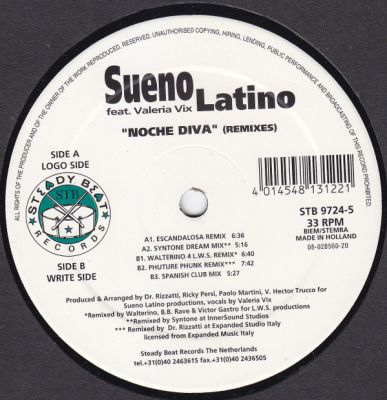 ALL RIGHTS OF THE PRODUCER AND OF THE OWNER OF THE WORK REPRODUCED, RESERVED, UNAUTHORISED COPYING, HIRING, LENDING, PUBLIC PERFORMANCE AND BROADCASTING OF THIS RECORD PROHIBITED.
Sueno
Latino
feat. Valeria Vix
"NOCHE DIVA" (REMIXES)
SIDE A
LOGO SIDE
4 014548 131221
STEADY BEAT
STB
RECORDS
STB 9724-5
33 RPM
BIEM/STEMRA
MADE IN HOLLAND
08-028560-20
SIDE B
WRITE SIDE
A1. ESCANDALOSA REMIX 6:36
A2. SYNTONE DREAM MIX** 5:16
B1. WALTERINO 4 L.W.S. REMIX* 6:30
B2. PHUTURE PHUNK REMIX*** 7:42
B3. SPANISH CLUB MIX 5:27
Produced & Arranged by Dr. Rizzatti, Ricky Persi, Paolo Martini, V. Hector Trucco for
Sueno Latino productions, vocals by Valeria Vix
*Remixed by Walterino, B.B. Rave & Victor Gastro for L.W.S. productions
**Remixed by Syntone at InnerSound Studios
*** Remixed by Dr. Rizzatti at Expanded Studio Italy
licensed from Expanded Music Italy
Steady Beat Records The Netherlands
tel.+31(0)40 2463615 fax.+31(0)40 2436505